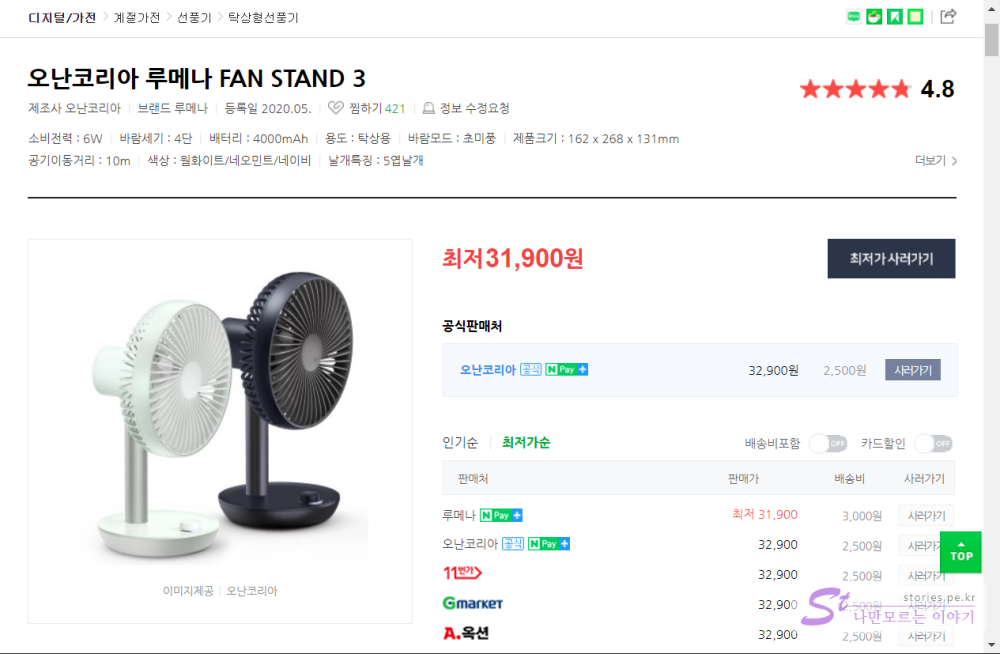 디지털/가전 > 계절가전 > 선풍기 > 탁상형선풍기
오난코리아 루메나 FAN STAND 3
4.8
제조사 오난코리아 브랜드 루메나 등록일 2020.05. 찜하기 421 정보 수정요청
소비전력 : 6W 바람세기 : 4단 배터리 : 4000mAh 용도 : 탁상용 바람모드 : 초미풍 제품크기 : 162 x 268 x 131mm
공기이동거리 : 10m 색상 : 웜화이트/네오민트/네이비 날개특징 : 5엽날개
더보기 >
최저31,900원
최저가 사러가기
공식판매처
오난코리아 공식 N Pay + 32,900원 2,500원 사러가기
인기순 최저가순 배송비포함 OFF 카드할인 OFF
판매처 판매가 배송비 사러가기
루메나 N Pay + 최저 31,900 3,000원 사러가기
오난코리아 공식 N Pay + 32,900 2,500원 사러가기
11번가 32,900 2,500원 사러가기
Gmarket 32,900 2,500원
A.옥션 32,900 2,500원 사러가기
TOP
이미지제공 오난코리아
St stories.pe.kr
나만모르는 이야기